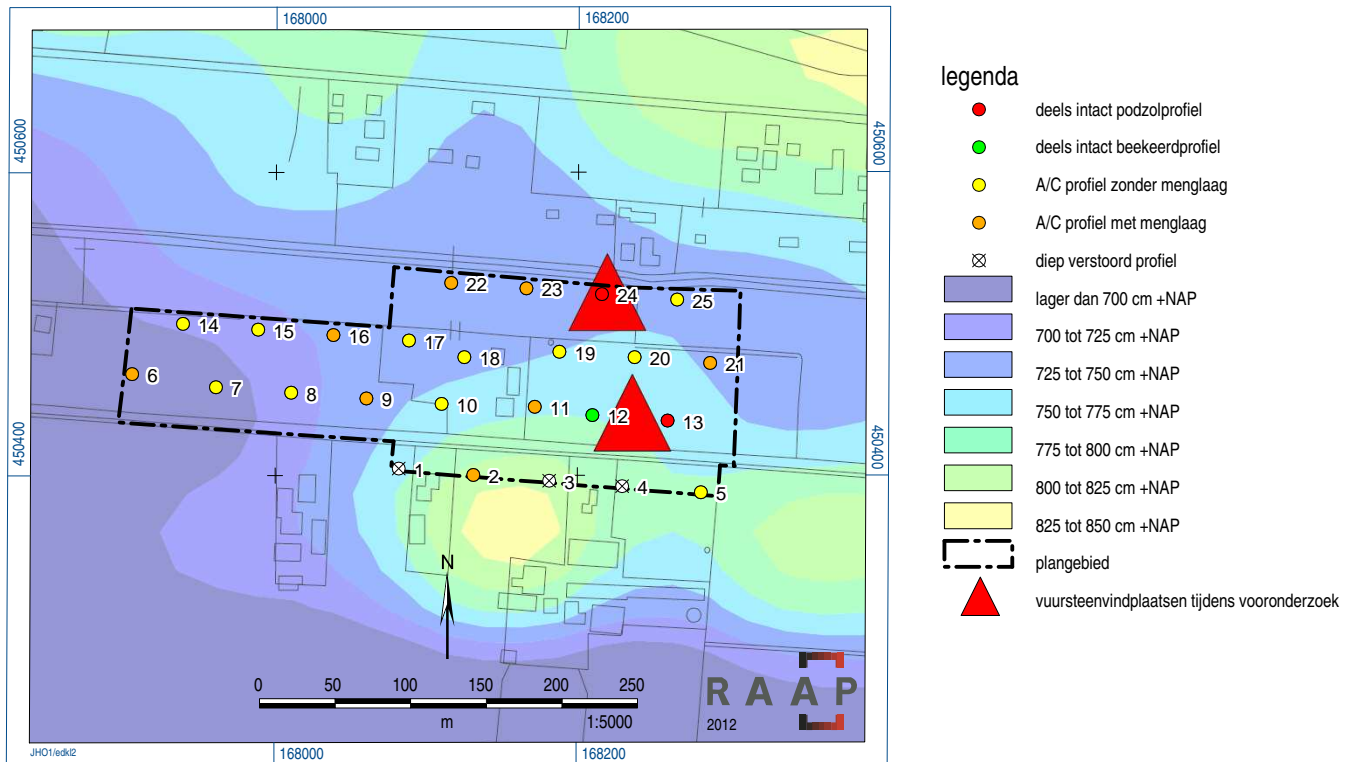 168000
168200
450600
450600
450400
450400
22
23
24
25
14
15
16
17
18
19
20
21
6
7
8
9
10
11
12
13
1
2
3
4
5
N
0 50 100 150 200 250
m 1:5000
RAAP
2012
JHO1/edkl2
168000
168200
legenda
deels intact podzolprofiel
deels intact beekeerdprofiel
A/C profiel zonder menglaag
A/C profiel met menglaag
diep verstoord profiel
lager dan 700 cm +NAP
700 tot 725 cm +NAP
725 tot 750 cm +NAP
750 tot 775 cm +NAP
775 tot 800 cm +NAP
800 tot 825 cm +NAP
825 tot 850 cm +NAP
plangebied
vuursteenvindplaatsen tijdens vooronderzoek